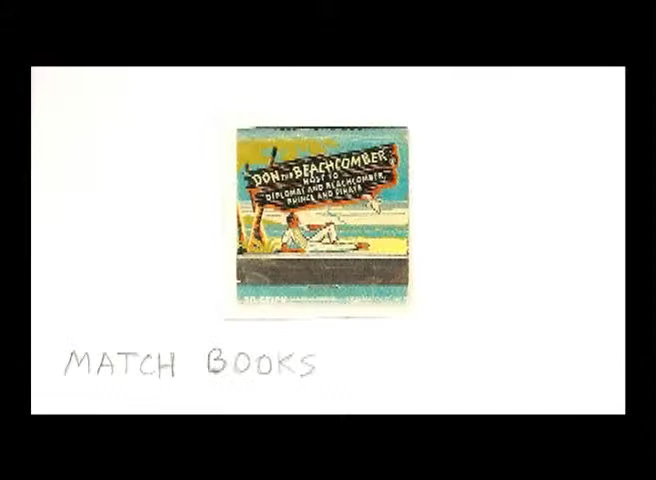 DON THE BEACHCOMBER
HOST TO
DIPLOMAT AND BEACHCOMBER
PRINCE AND PIRATE
MATCH BOOKS